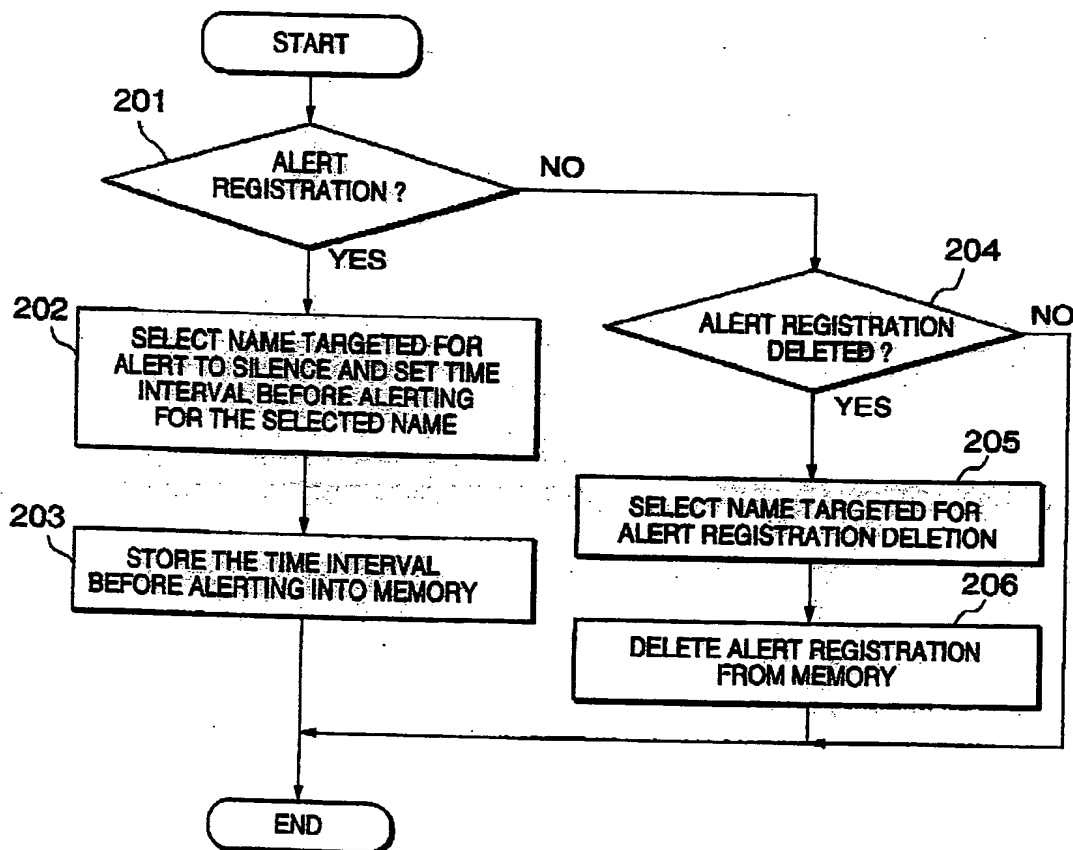 START
201
ALERT
REGISTRATION ?
NO
YES
202
SELECT NAME TARGETED FOR
ALERT TO SILENCE AND SET TIME
INTERVAL BEFORE ALERTING
FOR THE SELECTED NAME
203
STORE THE TIME INTERVAL
BEFORE ALERTING INTO MEMORY
204
ALERT REGISTRATION
DELETED ?
NO
YES
205
SELECT NAME TARGETED FOR
ALERT REGISTRATION DELETION
206
DELETE ALERT REGISTRATION
FROM MEMORY
END